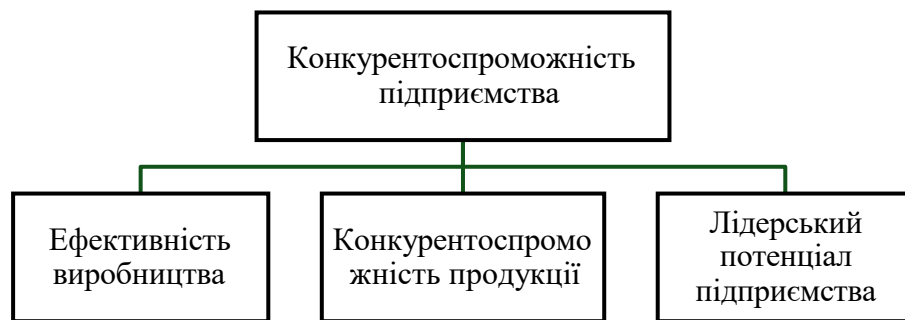 Конкурентоспроможність
підприємства
Ефективність
виробництва
Конкурентоспромо
жність продукції
Лідерський
потенціал
підприємства